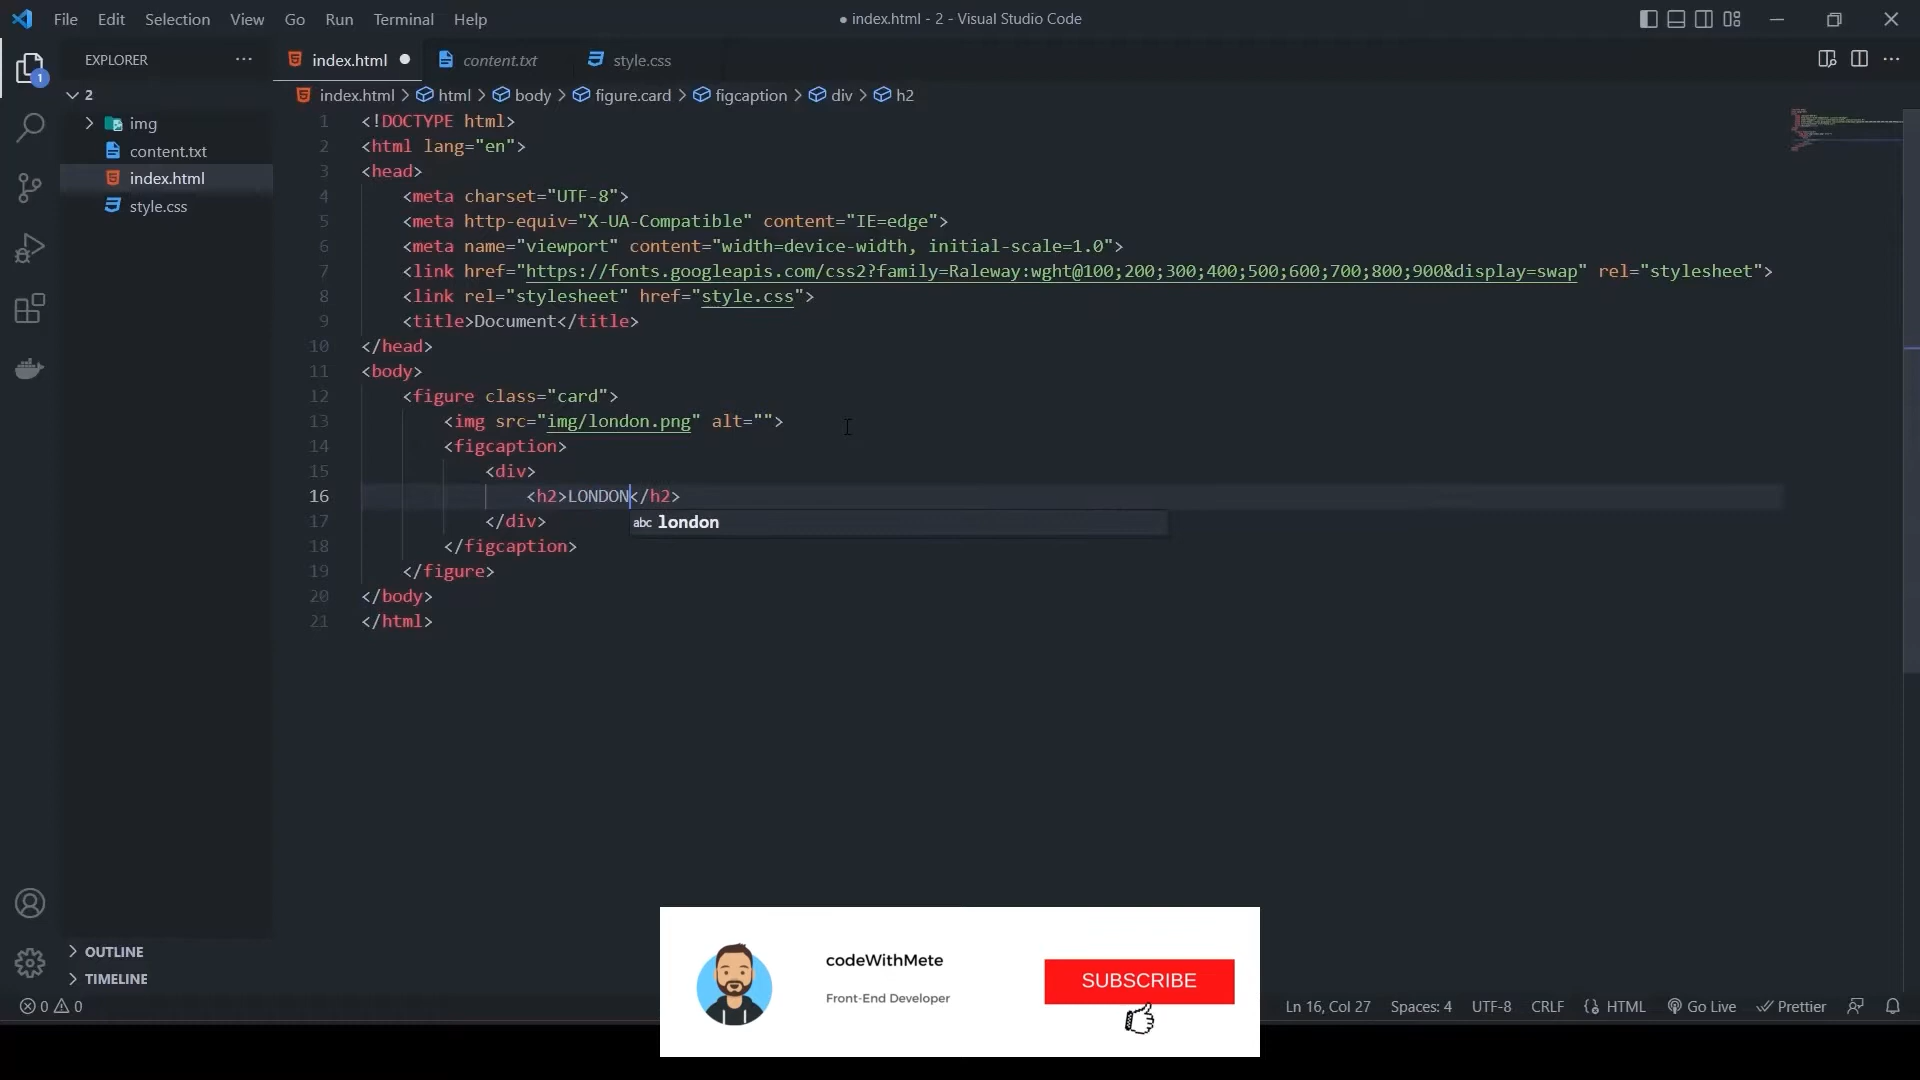 File Edit Selection View Go Run Terminal Help
● index.html - 2 - Visual Studio Code
EXPLORER ...
index.html content.txt style.css
1
2
img
content.txt
index.html
style.css
index.html > html > body > figure.card > figcaption > div > h2
1 <!DOCTYPE html>
2 <html lang="en">
3 <head>
4 <meta charset="UTF-8">
5 <meta http-equiv="X-UA-Compatible" content="IE=edge">
6 <meta name="viewport" content="width=device-width, initial-scale=1.0">
7 <link href="https://fonts.googleapis.com/css2?family=Raleway:wght@100;200;300;400;500;600;700;800;900&display=swap" rel="stylesheet">
8 <link rel="stylesheet" href="style.css">
9 <title>Document</title>
10 </head>
11 <body>
12 <figure class="card">
13 <img src="img/london.png" alt="">
14 <figcaption>
15 <div>
16 <h2>LONDON</h2>
abc london
17 </div>
18 </figcaption>
19 </figure>
20 </body>
21 </html>
OUTLINE
TIMELINE
codeWithMete
Front-End Developer
SUBSCRIBE
0 0
Ln 16, Col 27 Spaces: 4 UTF-8 CRLF HTML Go Live Prettier